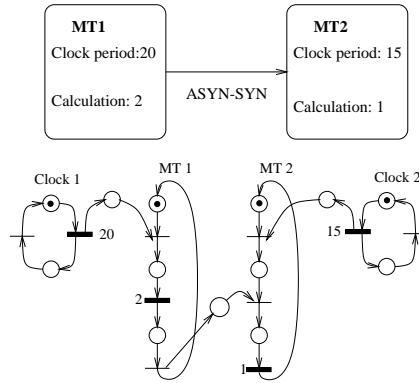 MT1
Clock period:20
Calculation: 2
ASYN-SYN
MT2
Clock period: 15
Calculation: 1
Clock 1
MT 1
MT 2
Clock 2
20
15
2
1